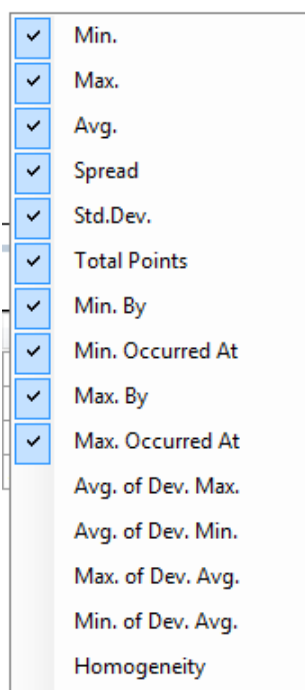 Min.
Max.
Avg.
Spread
Std.Dev.
Total Points
Min. By
Min. Occurred At
Max. By
Max. Occurred At
Avg. of Dev. Max.
Avg. of Dev. Min.
Max. of Dev. Avg.
Min. of Dev. Avg.
Homogeneity